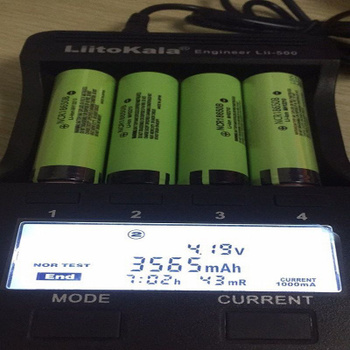 LiitoKala Engineer Lii-500
NCR18650B
NCR18650B
NCR18650B
NCR18650B
1 2 3 4
2
4.19v
NOR TEST 3565mAh
End 7:02h 43mR CURRENT 1000mA
MODE CURRENT